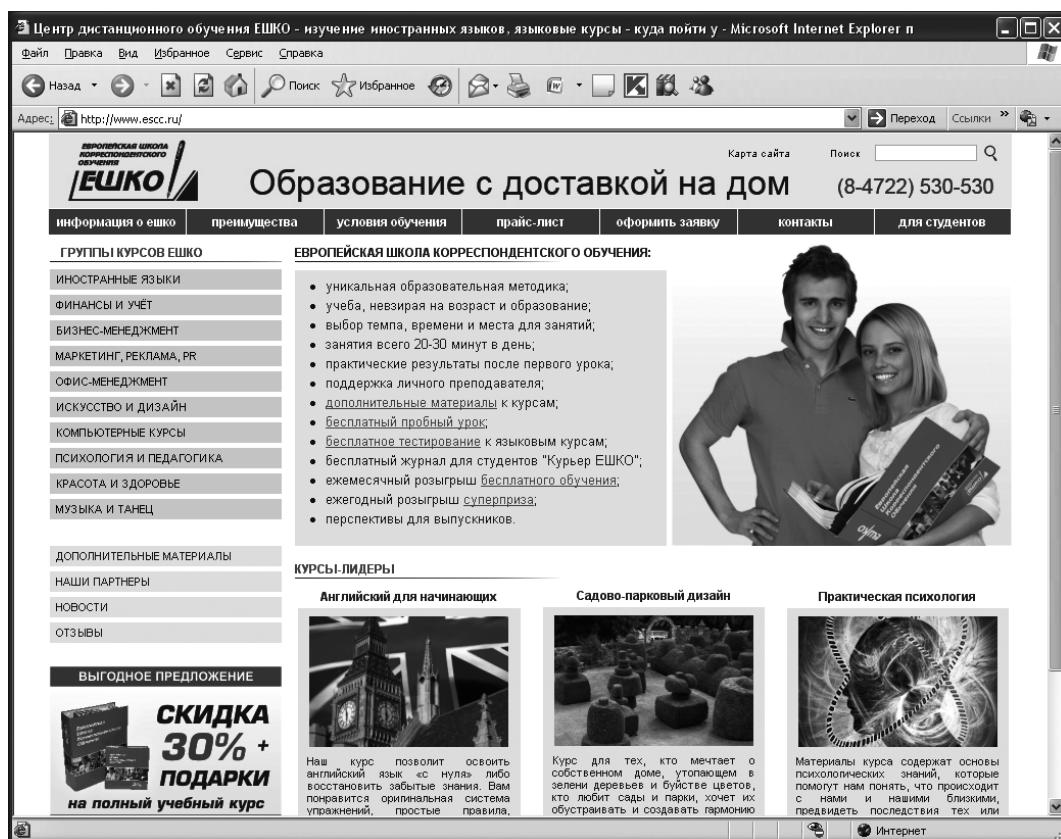 Центр дистанционного обучения ЕШКО - изучение иностранных языков, языковые курсы - куда пойти у - Microsoft Internet Explorer п
Файл Правка Вид Избранное Сервис Справка
Назад Поиск Избранное
Адрес: http://www.escc.ru/ Переход Ссылки »
ЕВРОПЕЙСКАЯ ШКОЛА
КОРРЕСПОНДЕНТСКОГО
ОБУЧЕНИЯ
ЕШКО
Карта сайта Поиск
Образование с доставкой на дом (8-4722) 530-530
информация о ешко преимущества условия обучения прайс-лист оформить заявку контакты для студентов
ГРУППЫ КУРСОВ ЕШКО
ИНОСТРАННЫЕ ЯЗЫКИ
ФИНАНСЫ И УЧЁТ
БИЗНЕС-МЕНЕДЖМЕНТ
МАРКЕТИНГ, РЕКЛАМА, PR
ОФИС-МЕНЕДЖМЕНТ
ИСКУССТВО И ДИЗАЙН
КОМПЬЮТЕРНЫЕ КУРСЫ
ПСИХОЛОГИЯ И ПЕДАГОГИКА
КРАСОТА И ЗДОРОВЬЕ
МУЗЫКА И ТАНЕЦ
ДОПОЛНИТЕЛЬНЫЕ МАТЕРИАЛЫ
НАШИ ПАРТНЕРЫ
НОВОСТИ
ОТЗЫВЫ
ВЫГОДНОЕ ПРЕДЛОЖЕНИЕ
СКИДКА
30% +
ПОДАРКИ
на полный учебный курс
ЕВРОПЕЙСКАЯ ШКОЛА КОРРЕСПОНДЕНТСКОГО ОБУЧЕНИЯ:
• уникальная образовательная методика;
• учеба, невзирая на возраст и образование;
• выбор темпа, времени и места для занятий;
• занятия всего 20-30 минут в день;
• практические результаты после первого урока;
• поддержка личного преподавателя;
• дополнительные материалы к курсам;
• бесплатный пробный урок;
• бесплатное тестирование к языковым курсам;
• бесплатный журнал для студентов "Курьер ЕШКО";
• ежемесячный розыгрыш бесплатного обучения;
• ежегодный розыгрыш суперприза;
• перспективы для выпускников.
Европейская
Школа
Корреспондентского
Обучения
ЕШКО
КУРСЫ-ЛИДЕРЫ
Английский для начинающих
Наш курс позволит освоить
английский язык «с нуля» либо
восстановить забытые знания. Вам
понравится оригинальная система
упражнений, простые правила,
Садово-парковый дизайн
Курс для тех, кто мечтает о
собственном доме, утопающем в
зелени деревьев и буйстве цветов,
кто любит сады и парки, хочет их
обустраивать и создавать гармонию
Практическая психология
Материалы курса содержат основы
психологических знаний, которые
помогут нам понять, что происходит
с нами и нашими близкими,
предвидеть последствия тех или
Интернет